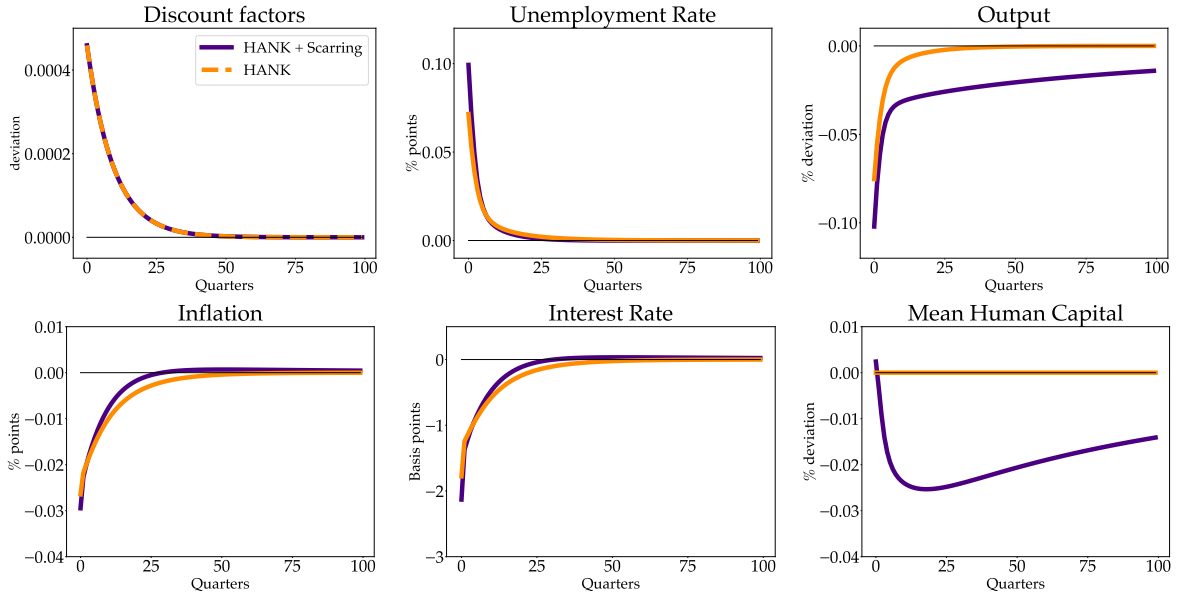 Discount factors
0.0004
0.0002
0.0000
deviation
HANK + Scarring
HANK
0 25 50 75 100
Quarters
Unemployment Rate
0.10
0.05
0.00
% points
0 25 50 75 100
Quarters
Output
0.00
−0.05
−0.10
% deviation
0 25 50 75 100
Quarters
Inflation
0.01
0.00
−0.01
−0.02
−0.03
−0.04
% points
0 25 50 75 100
Quarters
Interest Rate
0
−1
−2
−3
Basis points
0 25 50 75 100
Quarters
Mean Human Capital
0.01
0.00
−0.01
−0.02
−0.03
−0.04
% deviation
0 25 50 75 100
Quarters